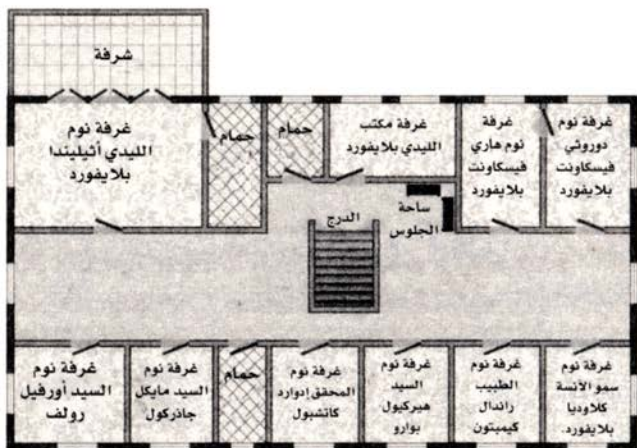 شرفة
غرفة نوم
الليدي أثيليندا
بلايفورد
حمام
حمام
غرفة مكتب
الليدي بلايفورد
غرفة
نوم هاري
فيسكاونت
بلايفورد
غرفة نوم
دوروثي
فيسكاونت
بلايفورد
ساحة
الجلوس
الدرج
غرفة نوم
السيد أورفيل
رولف
غرفة نوم
السيد مايكل
جاذركول
حمام
غرفة نوم
المحقق إدوارد
كاتشبول
غرفة نوم
السيد
هيركيول
بوارو
غرفة نوم
الطبيب
راندال
كيمبتون
غرفة نوم
سمو الآنسة
كلاوديا
بلايفورد.